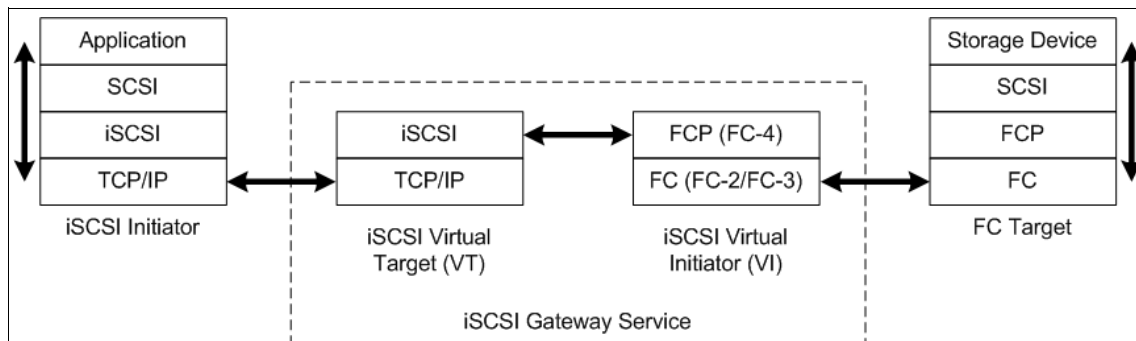 Application
SCSI
iSCSI
TCP/IP
iSCSI Initiator
iSCSI
TCP/IP
iSCSI Virtual
Target (VT)
FCP (FC-4)
FC (FC-2/FC-3)
iSCSI Virtual
Initiator (VI)
Storage Device
SCSI
FCP
FC
FC Target
iSCSI Gateway Service